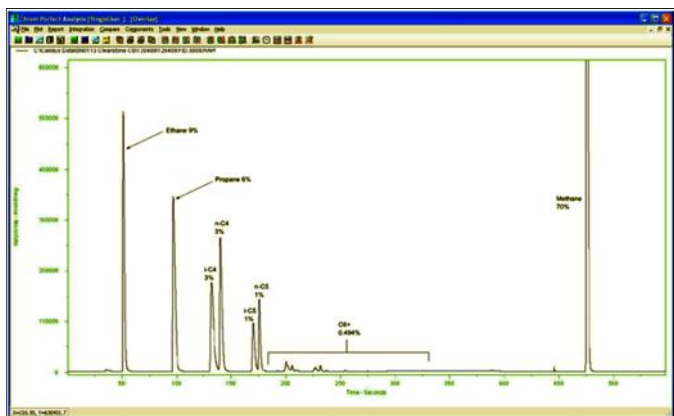 Chrom Perfect Analysis
File Plot Report Integration Compare Components Tools View Window Help
600000
500000
400000
300000
200000
100000
0
Ethane 9%
Propane 6%
n-C4
3%
i-C4
3%
n-C5
1%
i-C5
1%
C6+
0.494%
Methane
70%
50
100
150
200
250
300
350
400
450
500
Time - Seconds